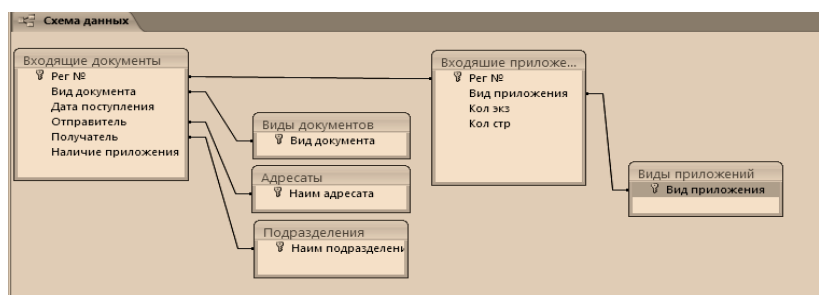 Схема данных
Входящие документы
Рег №
Вид документа
Дата поступления
Отправитель
Получатель
Наличие приложения
Виды документов
Вид документа
Адресаты
Наим адресата
Подразделения
Наим подразделени
Входяшие приложе...
Рег №
Вид приложения
Кол экз
Кол стр
Виды приложений
Вид приложения